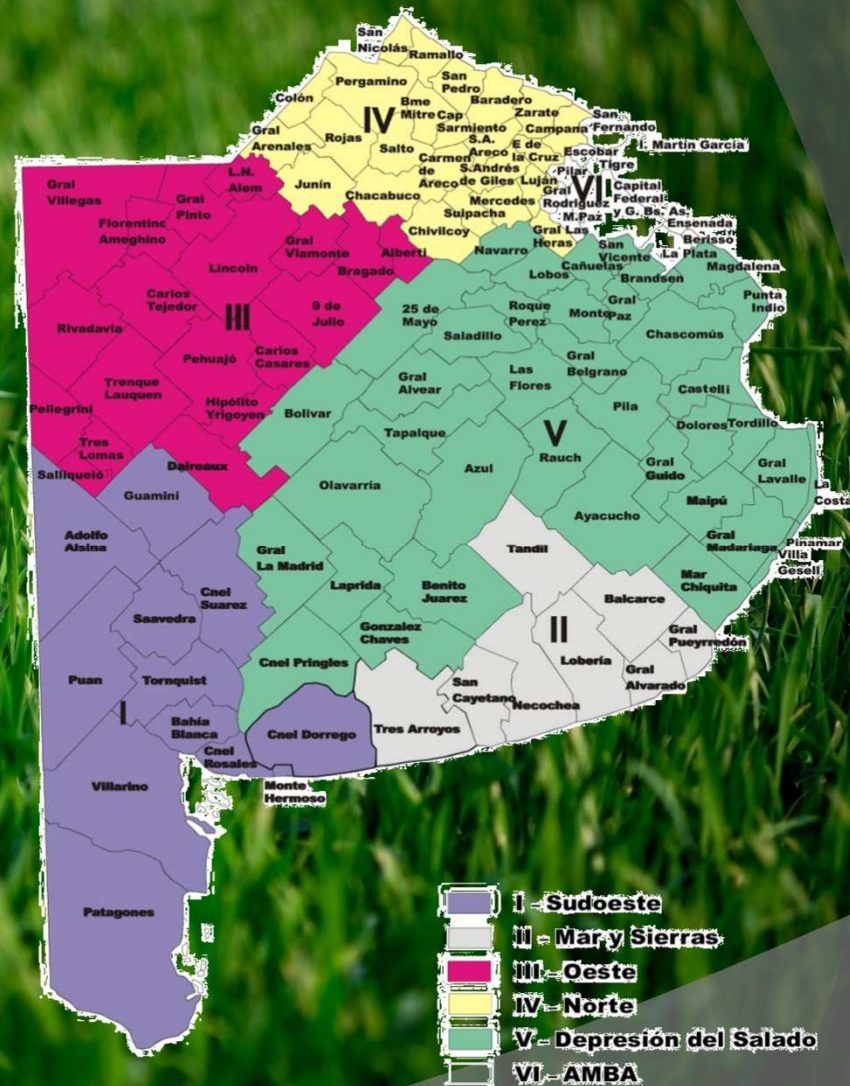 San
Nicolás
Ramallo
Pergamino
San
Pedro
Colón
Bme
Mitre
Cap
Sarmiento
Baradero
Zarate
San
Fernando
IV
Gral
Arenales
Rojas
Salto
Campana
I. Martín García
S.A.
Areco
E de
la Cruz
Escobar
Tigre
Carmen
de
Areco
S.Andrés
de Giles
Luján
Pilar
VI
Capital
Federal
y G. Bs. As.
L.N.
Alem
Junín
Chacabuco
Mercedes
Gral
Rodriguez
M.Paz
Suipacha
Chivilcoy
Gral Las
Heras
Ensenada
Berisso
La Plata
Gral
Villegas
Gral
Pinto
Florentino
Ameghino
Gral
Viamonte
Alberti
Bragado
Lincoln
Navarro
San
Vicente
Cañuelas
Lobos
Brandsen
Magdalena
Punta
Indio
Carlos
Tejedor
III
9 de
Julio
25 de
Mayo
Roque
Perez
Monte
Gral
Paz
Rivadavia
Saladillo
Chascomús
Pehuajó
Carlos
Casares
Gral
Belgrano
Las
Flores
Trenque
Lauquen
Gral
Alvear
Castelli
Pellegrini
Hipólito
Yrigoyen
Bolivar
Pila
Tapalque
V
Dolores
Tordillo
Tres
Lomas
Salliqueló
Daireaux
Rauch
Azul
Gral
Guido
Gral
Lavalle
La
Costa
Guaminí
Olavarría
Maipú
Adolfo
Alsina
Ayacucho
Gral
Madariaga
Pinamar
Villa
Gesell
Gral
La Madrid
Tandil
Mar
Chiquita
Cnel
Suarez
Laprida
Benito
Juarez
Balcarce
Saavedra
Gonzalez
Chaves
II
Gral
Pueyrredón
Cnel Pringles
Lobería
Gral
Alvarado
Puan
Tornquist
San
Cayetano
Necochea
I
Bahía
Blanca
Cnel Dorrego
Tres Arroyos
Cnel
Rosales
Villarino
Monte
Hermoso
Patagones
I - Sudoeste
II - Mar y Sierras
III - Oeste
IV - Norte
V - Depresión del Salado
VI - AMBA